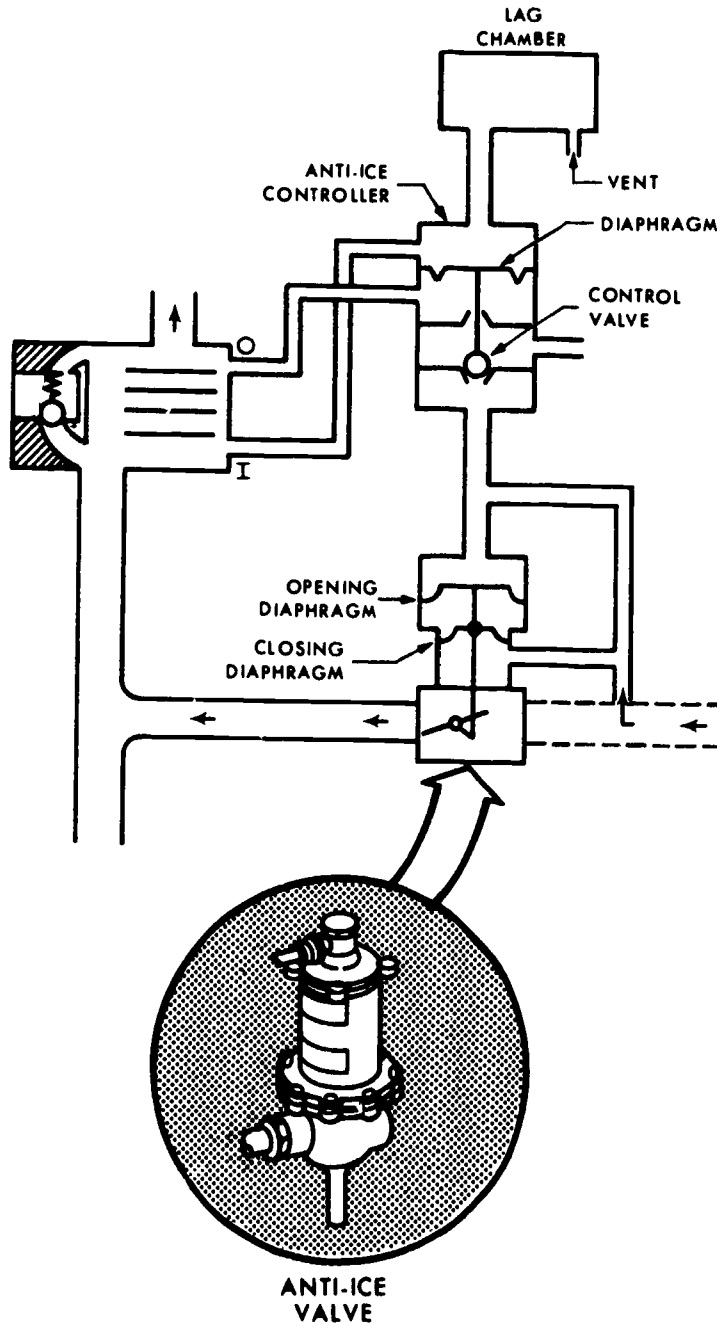 LAG
CHAMBER
ANTI-ICE
CONTROLLER
VENT
DIAPHRAGM
CONTROL
VALVE
O
I
OPENING
DIAPHRAGM
CLOSING
DIAPHRAGM
ANTI-ICE
VALVE